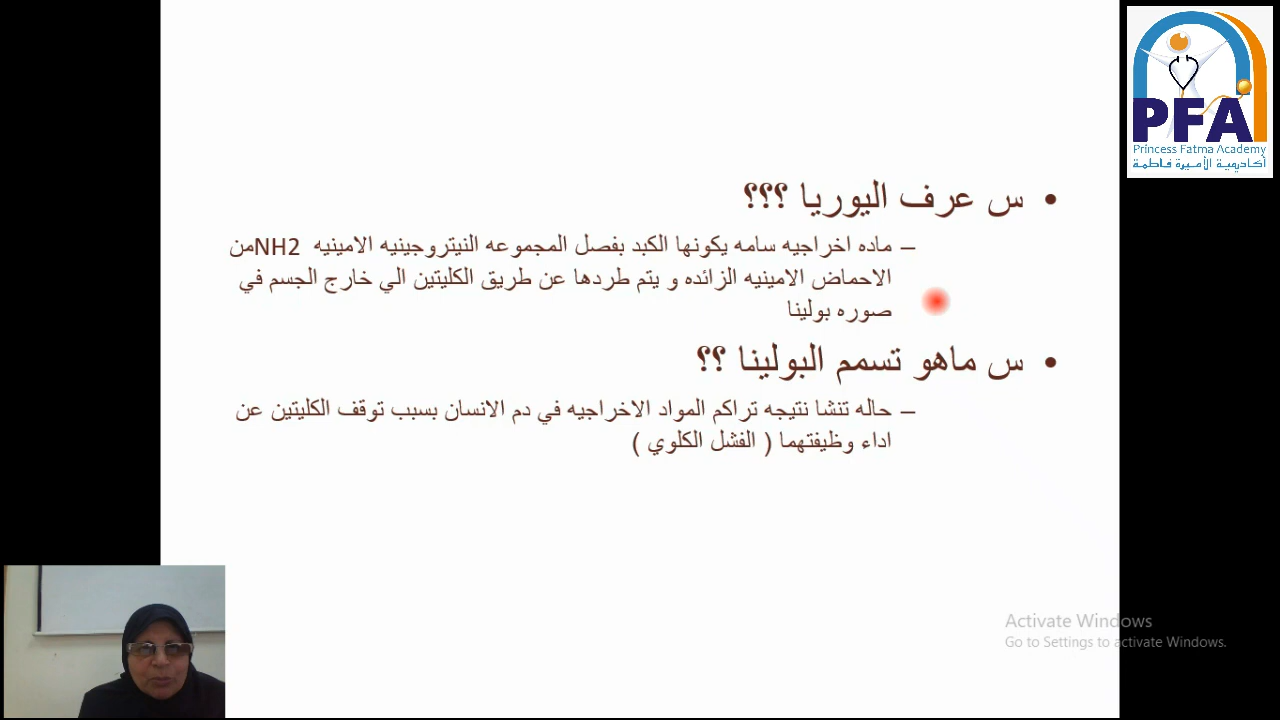 PFA
Princess Fatma Academy
أكاديمية الأميرة فاطمة
• س عرف اليوريا ؟؟؟
– ماده اخراجيه سامه يكونها الكبد بفصل المجموعه النيتروجينيه الامينيه NH2من
الاحماض الامينيه الزائده و يتم طردها عن طريق الكليتين الي خارج الجسم في
صوره بولينا
• س ماهو تسمم البولينا ؟؟
– حاله تنشا نتيجه تراكم المواد الاخراجيه في دم الانسان بسبب توقف الكليتين عن
اداء وظيفتهما ( الفشل الكلوي )
Activate Windows
Go to Settings to activate Windows.